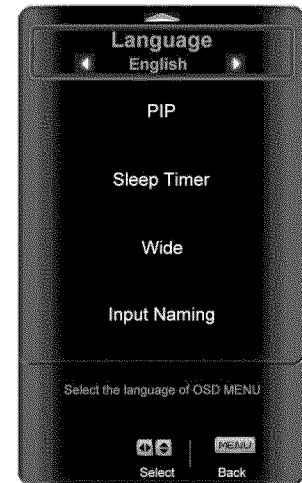 Language
English
PIP
Sleep Timer
Wide
Input Naming
Select the language of OSD MENU
MENU
Select Back